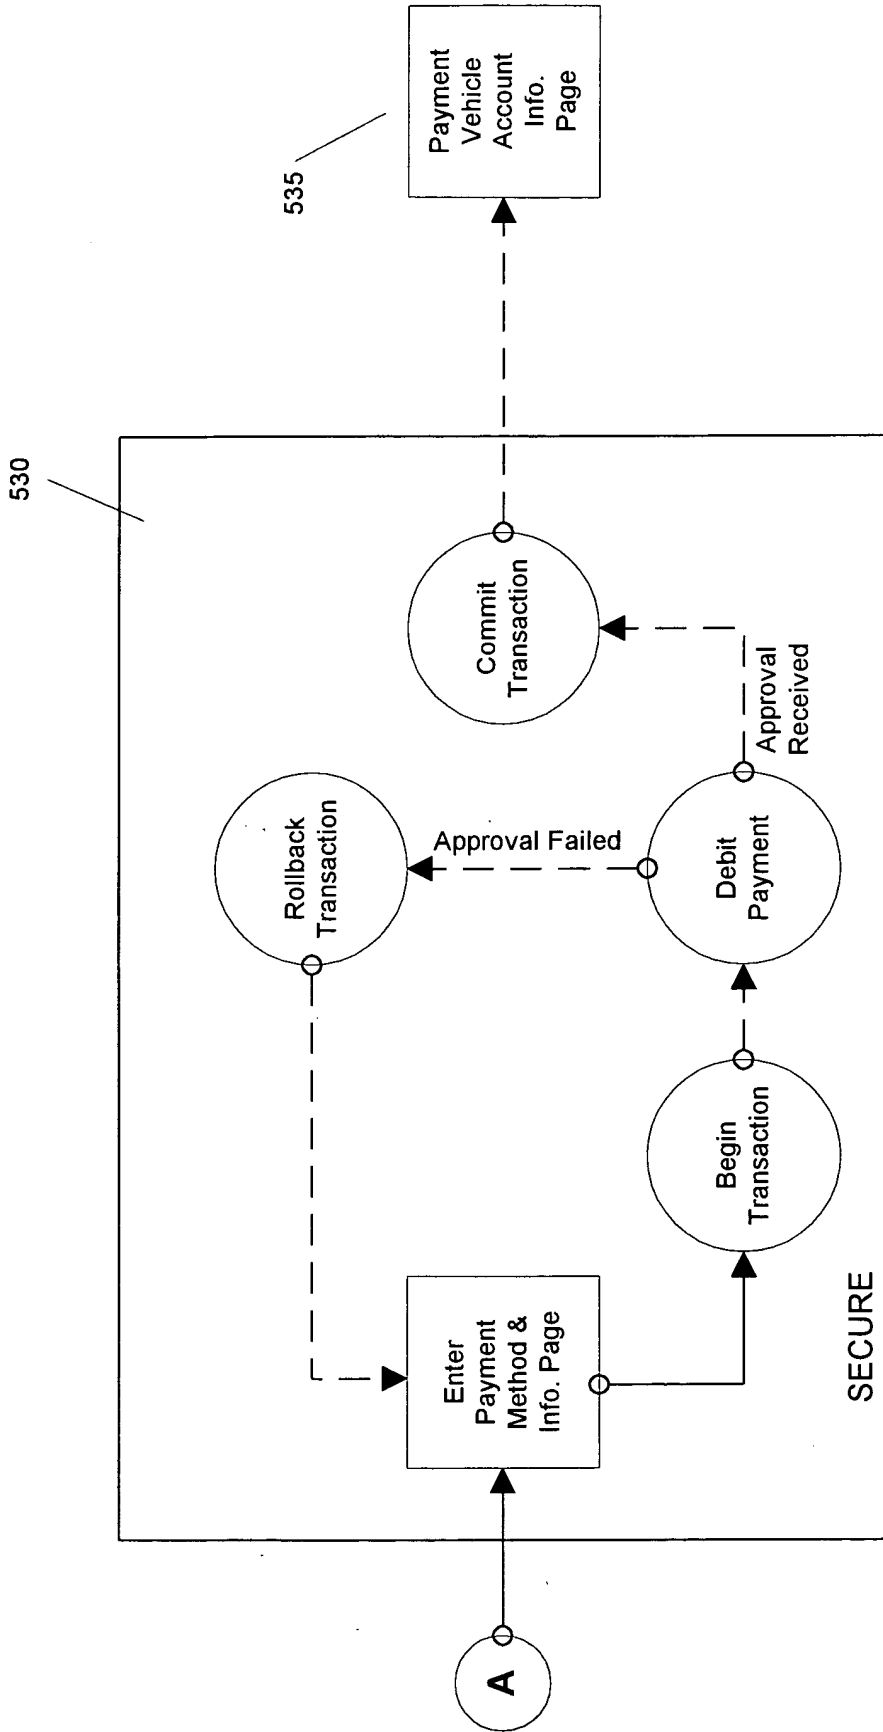 530
535
A
Enter
Payment
Method &
Info. Page
Begin
Transaction
Debit
Payment
Approval Failed
Rollback
Transaction
Approval
Received
Commit
Transaction
Payment
Vehicle
Account
Info.
Page
SECURE